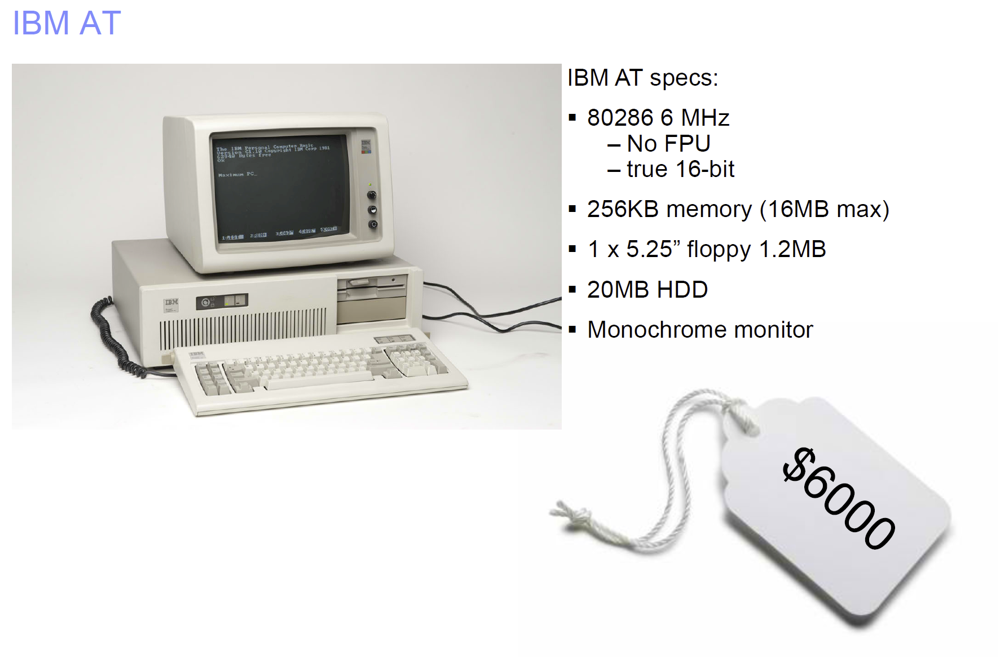 IBM AT
The IBM Personal Computer Basic
Version C1.10 Copyright IBM Corp 1981
62940 Bytes free
Ok
Maximum PC_
1LIST 2RUN← 3LOAD" 4SAVE" 5CONT←
IBM
IBM
IBM
IBM AT specs:
▪ 80286 6 MHz
– No FPU
– true 16-bit
▪ 256KB memory (16MB max)
▪ 1 x 5.25” floppy 1.2MB
▪ 20MB HDD
▪ Monochrome monitor
$6000